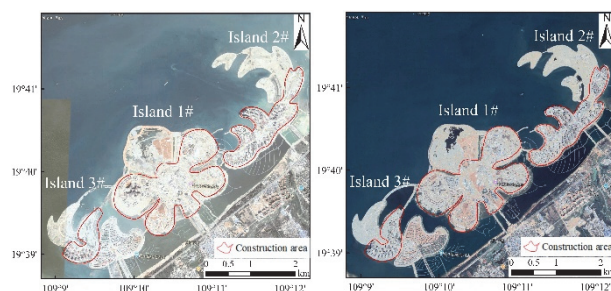 N
Island 2#
19°41'
Island 1#
19°40'
Island 3#
19°39'
Construction area
0 0.5 1 2
km
109°9' 109°10' 109°11' 109°12'
N
Island 2#
19°41'
Island 1#
19°40'
Island 3#
19°39'
Construction area
0 0.5 1 2
km
109°9' 109°10' 109°11' 109°12'